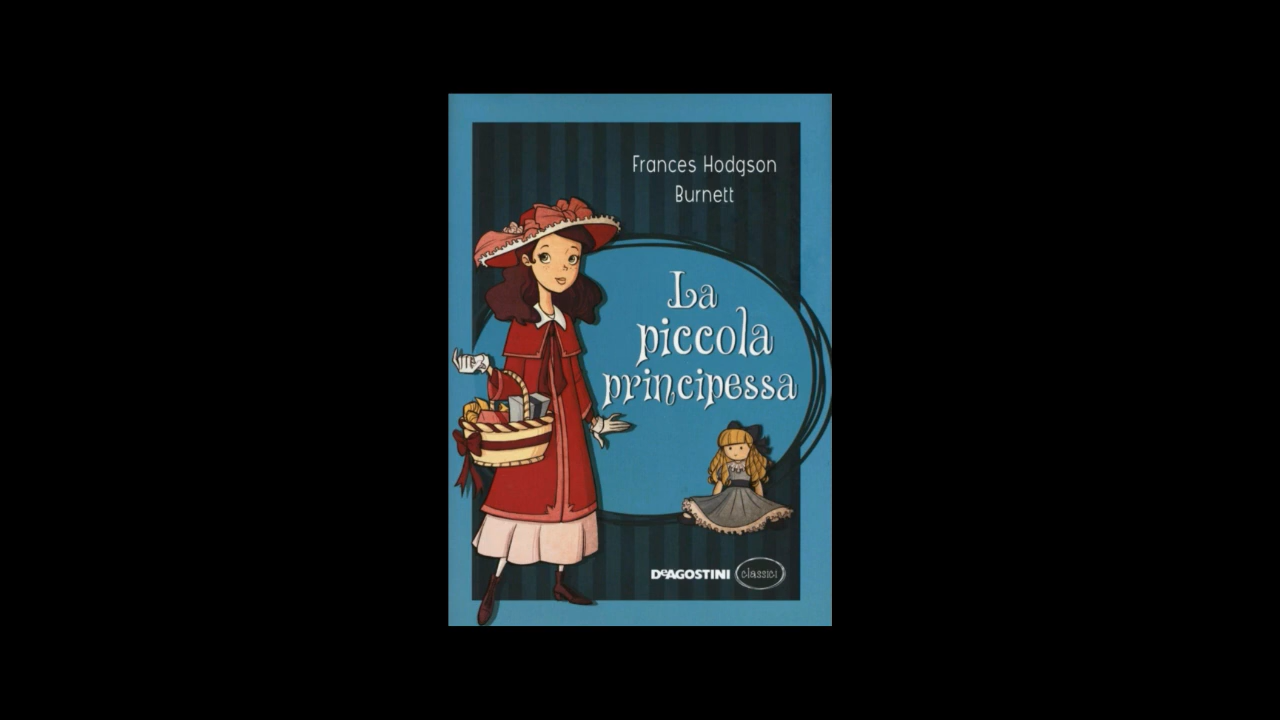 Frances Hodgson
Burnett
La
piccola
principessa
DeAGOSTINI classici